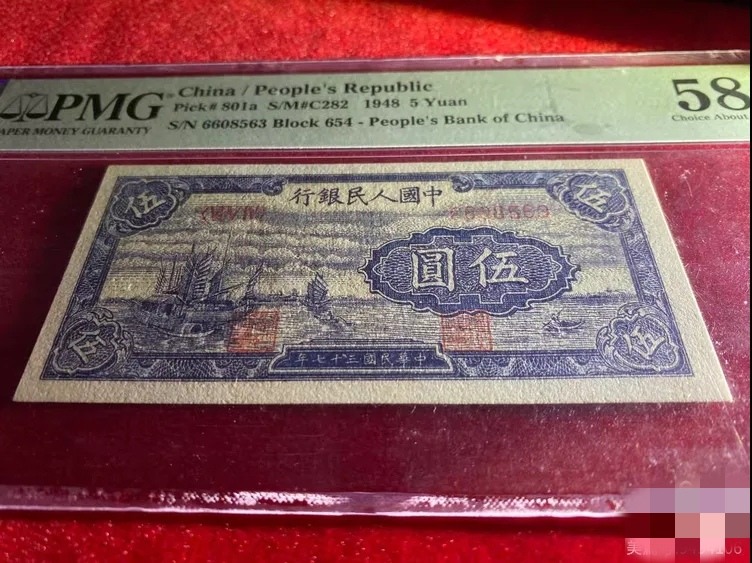 PMG
PAPER MONEY GUARANTY
China / People's Republic
Pick# 801a S/M#C282 1948 5 Yuan
S/N 6608563 Block 654 - People's Bank of China
58
Choice About
行銀民人國中
伍
伍
圓伍
伍
伍
年七十三國民華中